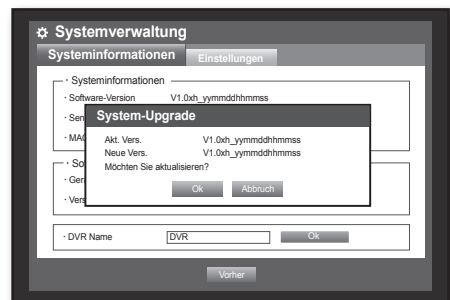 Systemverwaltung
Systeminformationen Einstellungen
· Systeminformationen
· Software-Version V1.0xh_yymmddhhmmss
System-Upgrade
Akt. Vers. V1.0xh_yymmddhhmmss
Neue Vers. V1.0xh_yymmddhhmmss
Möchten Sie aktualisieren?
Ok Abbruch
· DVR Name DVR Ok
Vorher